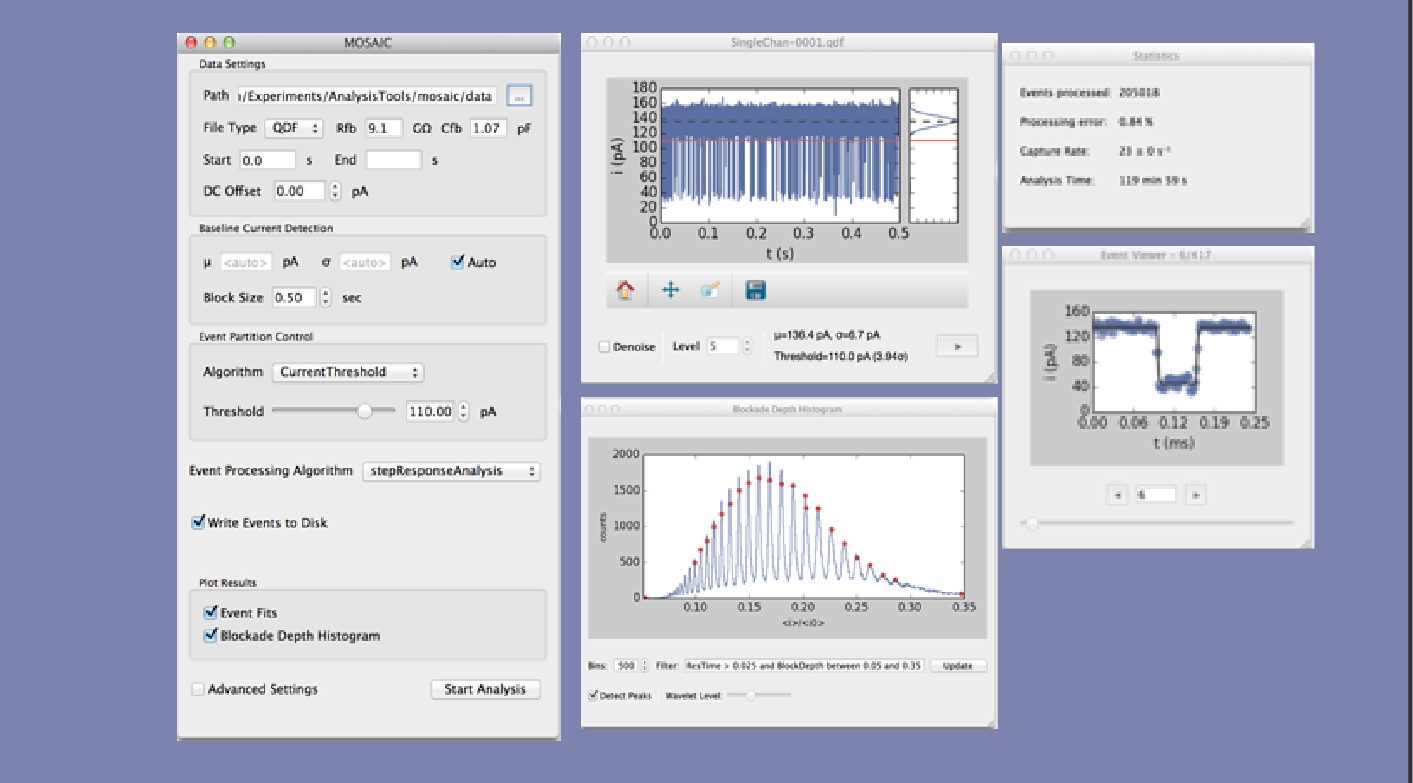 MOSAIC
Data Settings
Path ı/Experiments/AnalysisTools/mosaic/data ...
File Type QDF Rfb 9.1 GΩ Cfb 1.07 pF
Start 0.0 s End s
DC Offset 0.00 pA
Baseline Current Detection
μ <auto> pA σ <auto> pA Auto
Block Size 0.50 sec
Event Partition Control
Algorithm CurrentThreshold
Threshold 110.00 pA
Event Processing Algorithm stepResponseAnalysis
Write Events to Disk
Plot Results
Event Fits
Blockade Depth Histogram
Advanced Settings Start Analysis
SingleChan-0001.qdf
180
160
140
120
100
80
60
40
20
0
i (pA)
0.0 0.1 0.2 0.3 0.4 0.5
t (s)
Denoise Level 5
μ=136.4 pA, σ=6.7 pA
Threshold=110.0 pA (3.94σ)
Blockade Depth Histogram
2000
1500
1000
500
0
counts
0.10 0.15 0.20 0.25 0.30 0.35
<i>/<i0>
Bins: 500 Filter: ResTime > 0.025 and BlockDepth between 0.05 and 0.35 Update
Detect Peaks Wavelet Level:
Statistics
Events processed: 205018
Processing error: 0.84 %
Capture Rate: 23 ± 0 s⁻¹
Analysis Time: 119 min 59 s
Event Viewer - 6/417
160
120
80
40
0
i (pA)
0.00 0.06 0.12 0.19 0.25
t (ms)
6